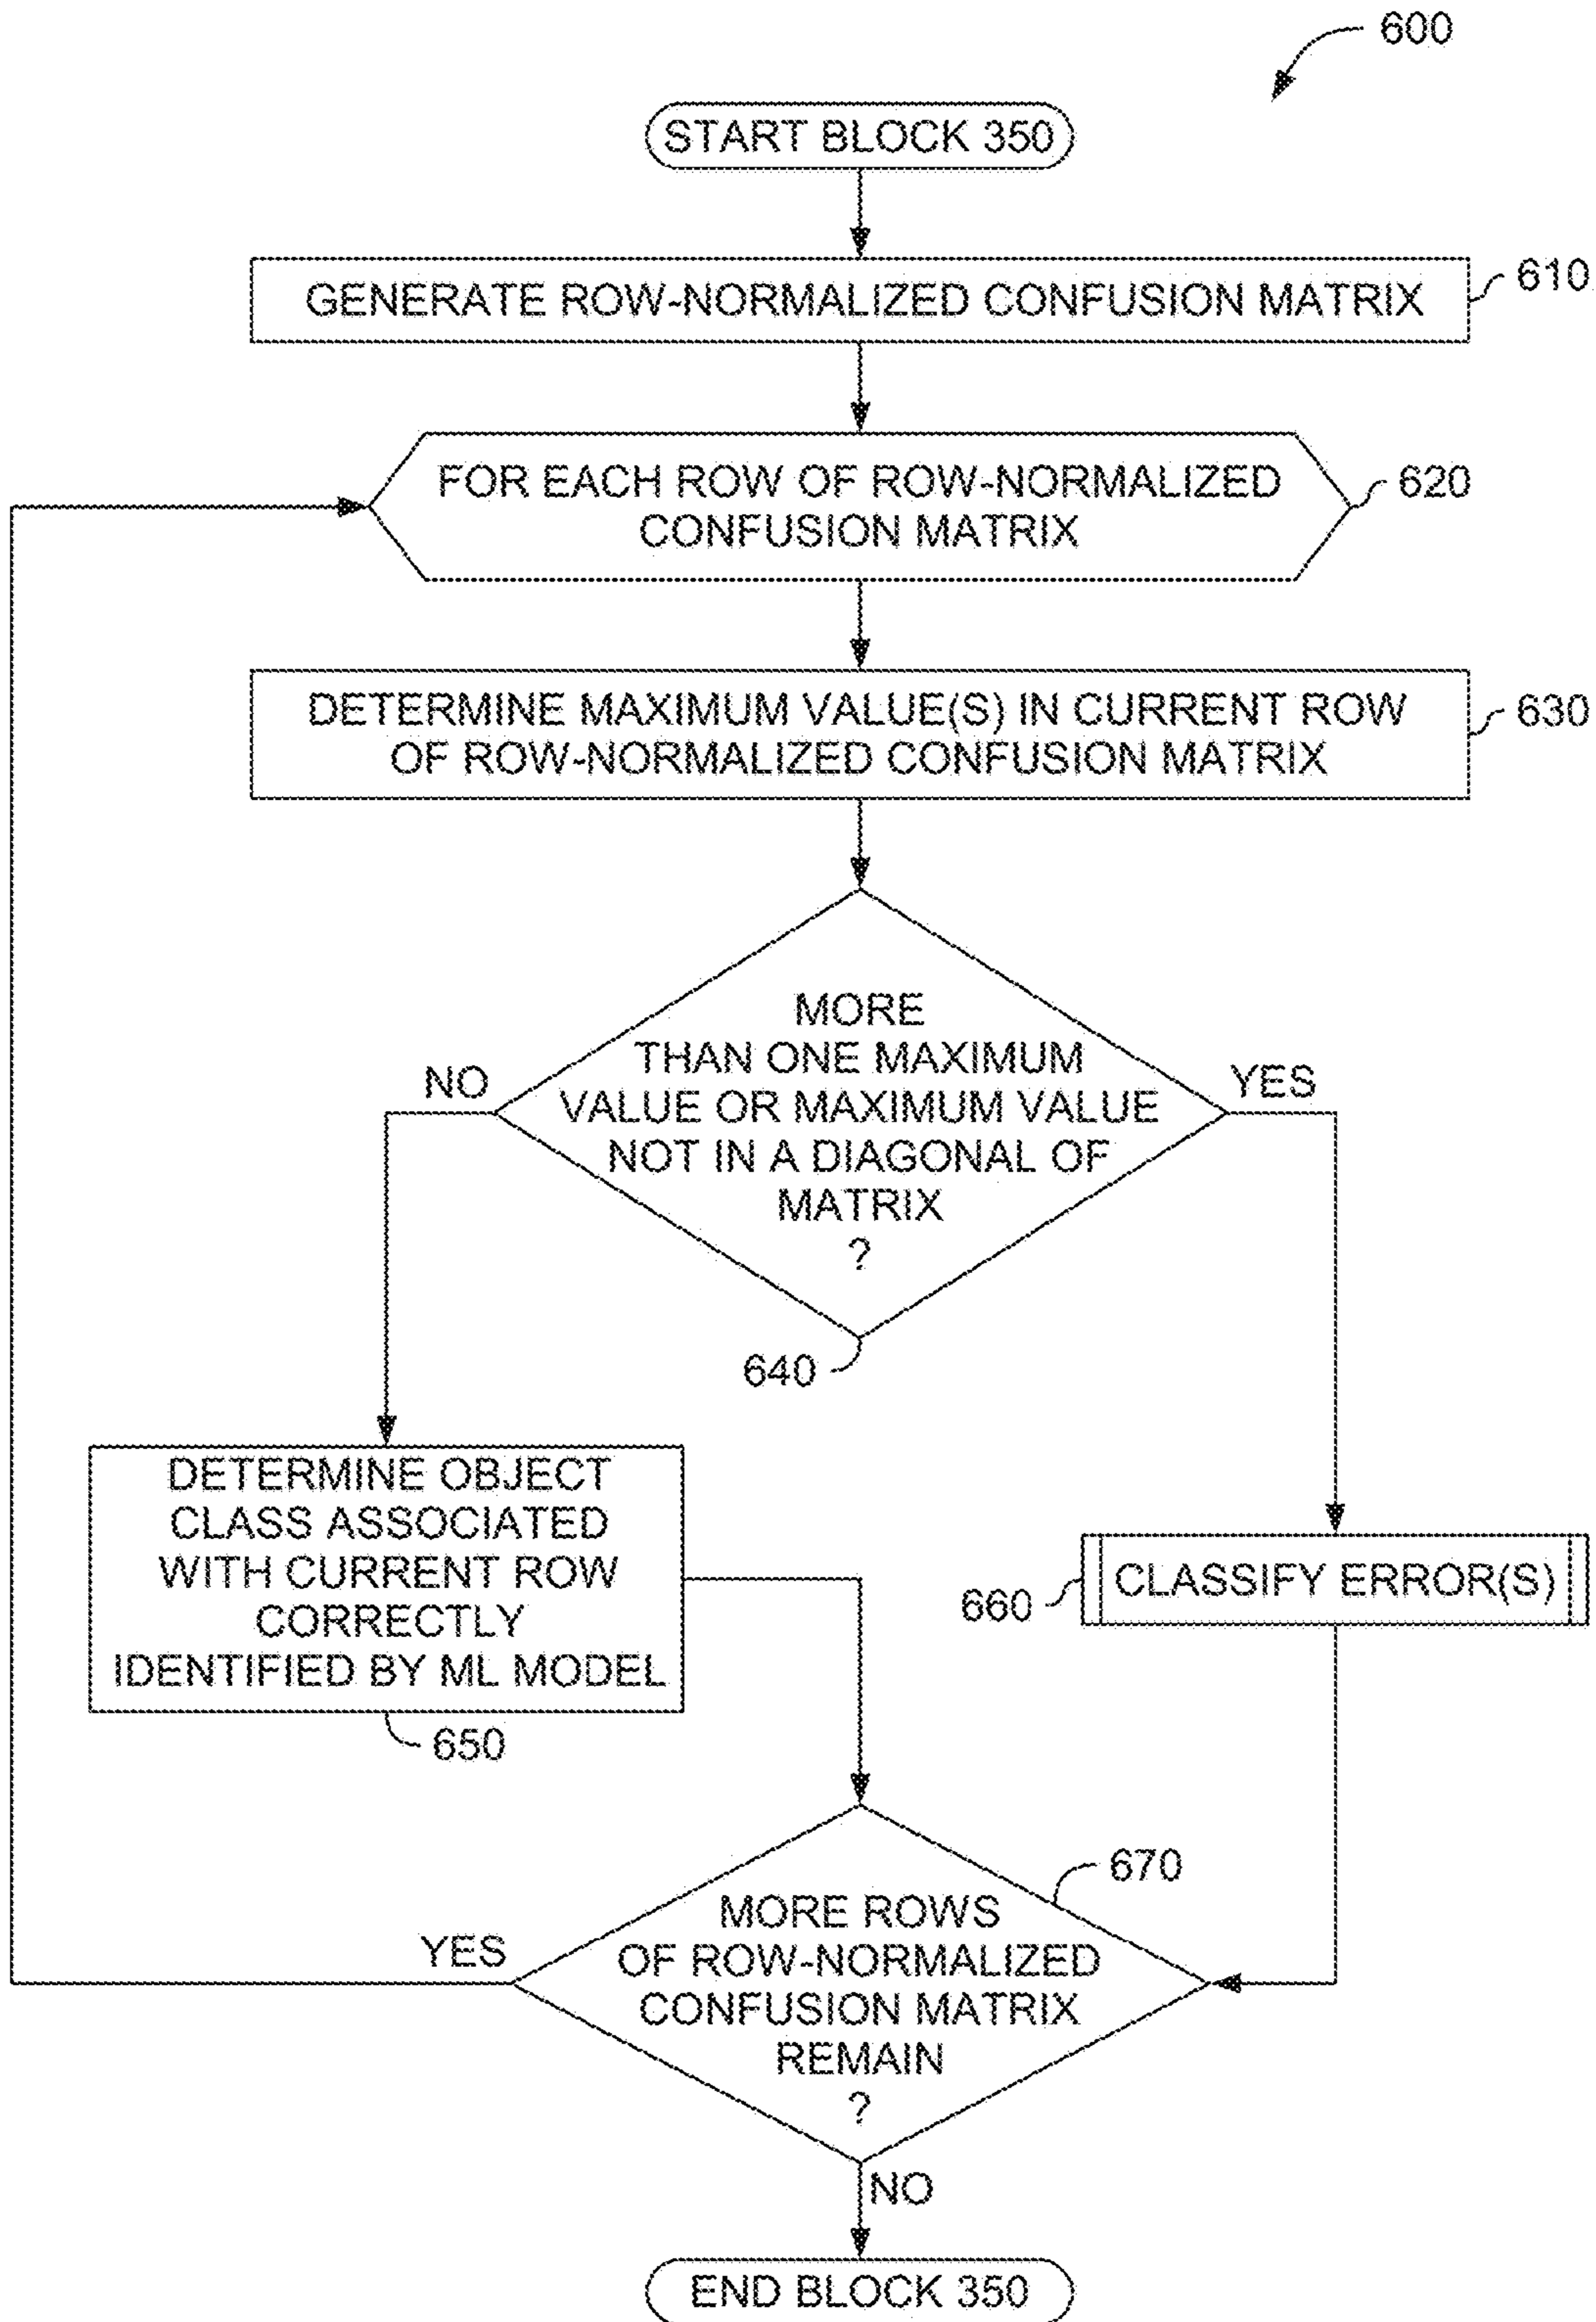 600
START BLOCK 350
GENERATE ROW-NORMALIZED CONFUSION MATRIX
610
FOR EACH ROW OF ROW-NORMALIZED
CONFUSION MATRIX
620
DETERMINE MAXIMUM VALUE(S) IN CURRENT ROW
OF ROW-NORMALIZED CONFUSION MATRIX
630
MORE
THAN ONE MAXIMUM
VALUE OR MAXIMUM VALUE
NOT IN A DIAGONAL OF
MATRIX
?
NO
YES
640
DETERMINE OBJECT
CLASS ASSOCIATED
WITH CURRENT ROW
CORRECTLY
IDENTIFIED BY ML MODEL
650
CLASSIFY ERROR(S)
660
670
MORE ROWS
OF ROW-NORMALIZED
CONFUSION MATRIX
REMAIN
?
YES
NO
END BLOCK 350